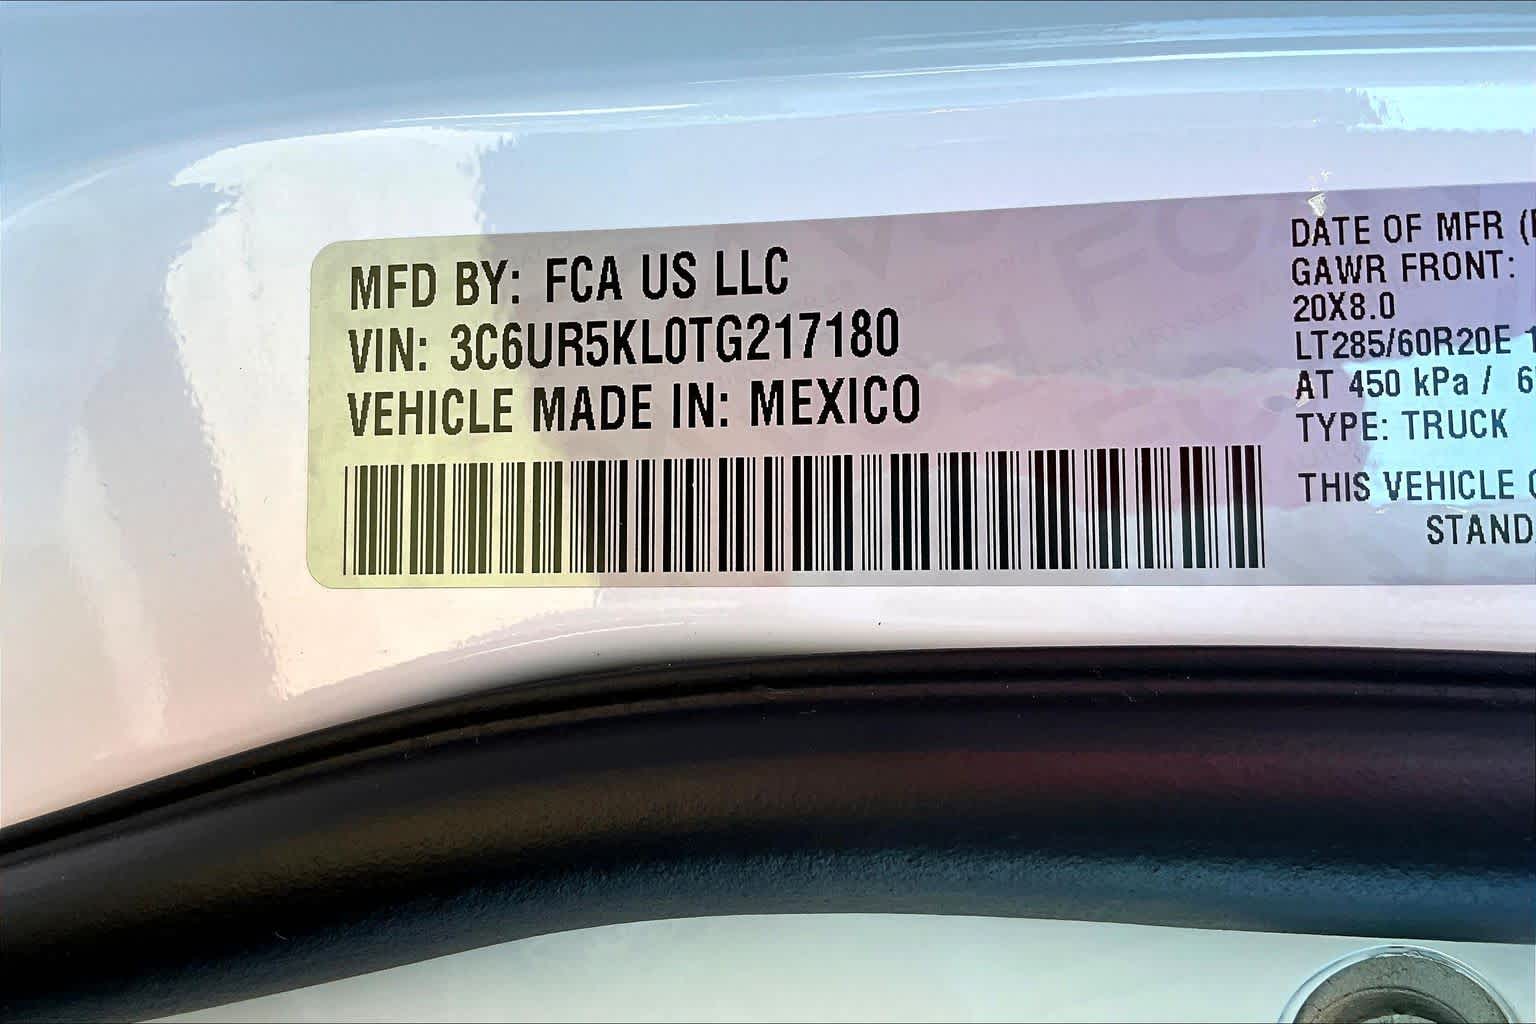 MFD BY: FCA US LLC
VIN: 3C6UR5KL0TG217180
VEHICLE MADE IN: MEXICO
DATE OF MFR
GAWR FRONT:
20X8.0
LT285/60R20E
AT 450 kPa /
TYPE: TRUCK
THIS VEHICLE
STAND